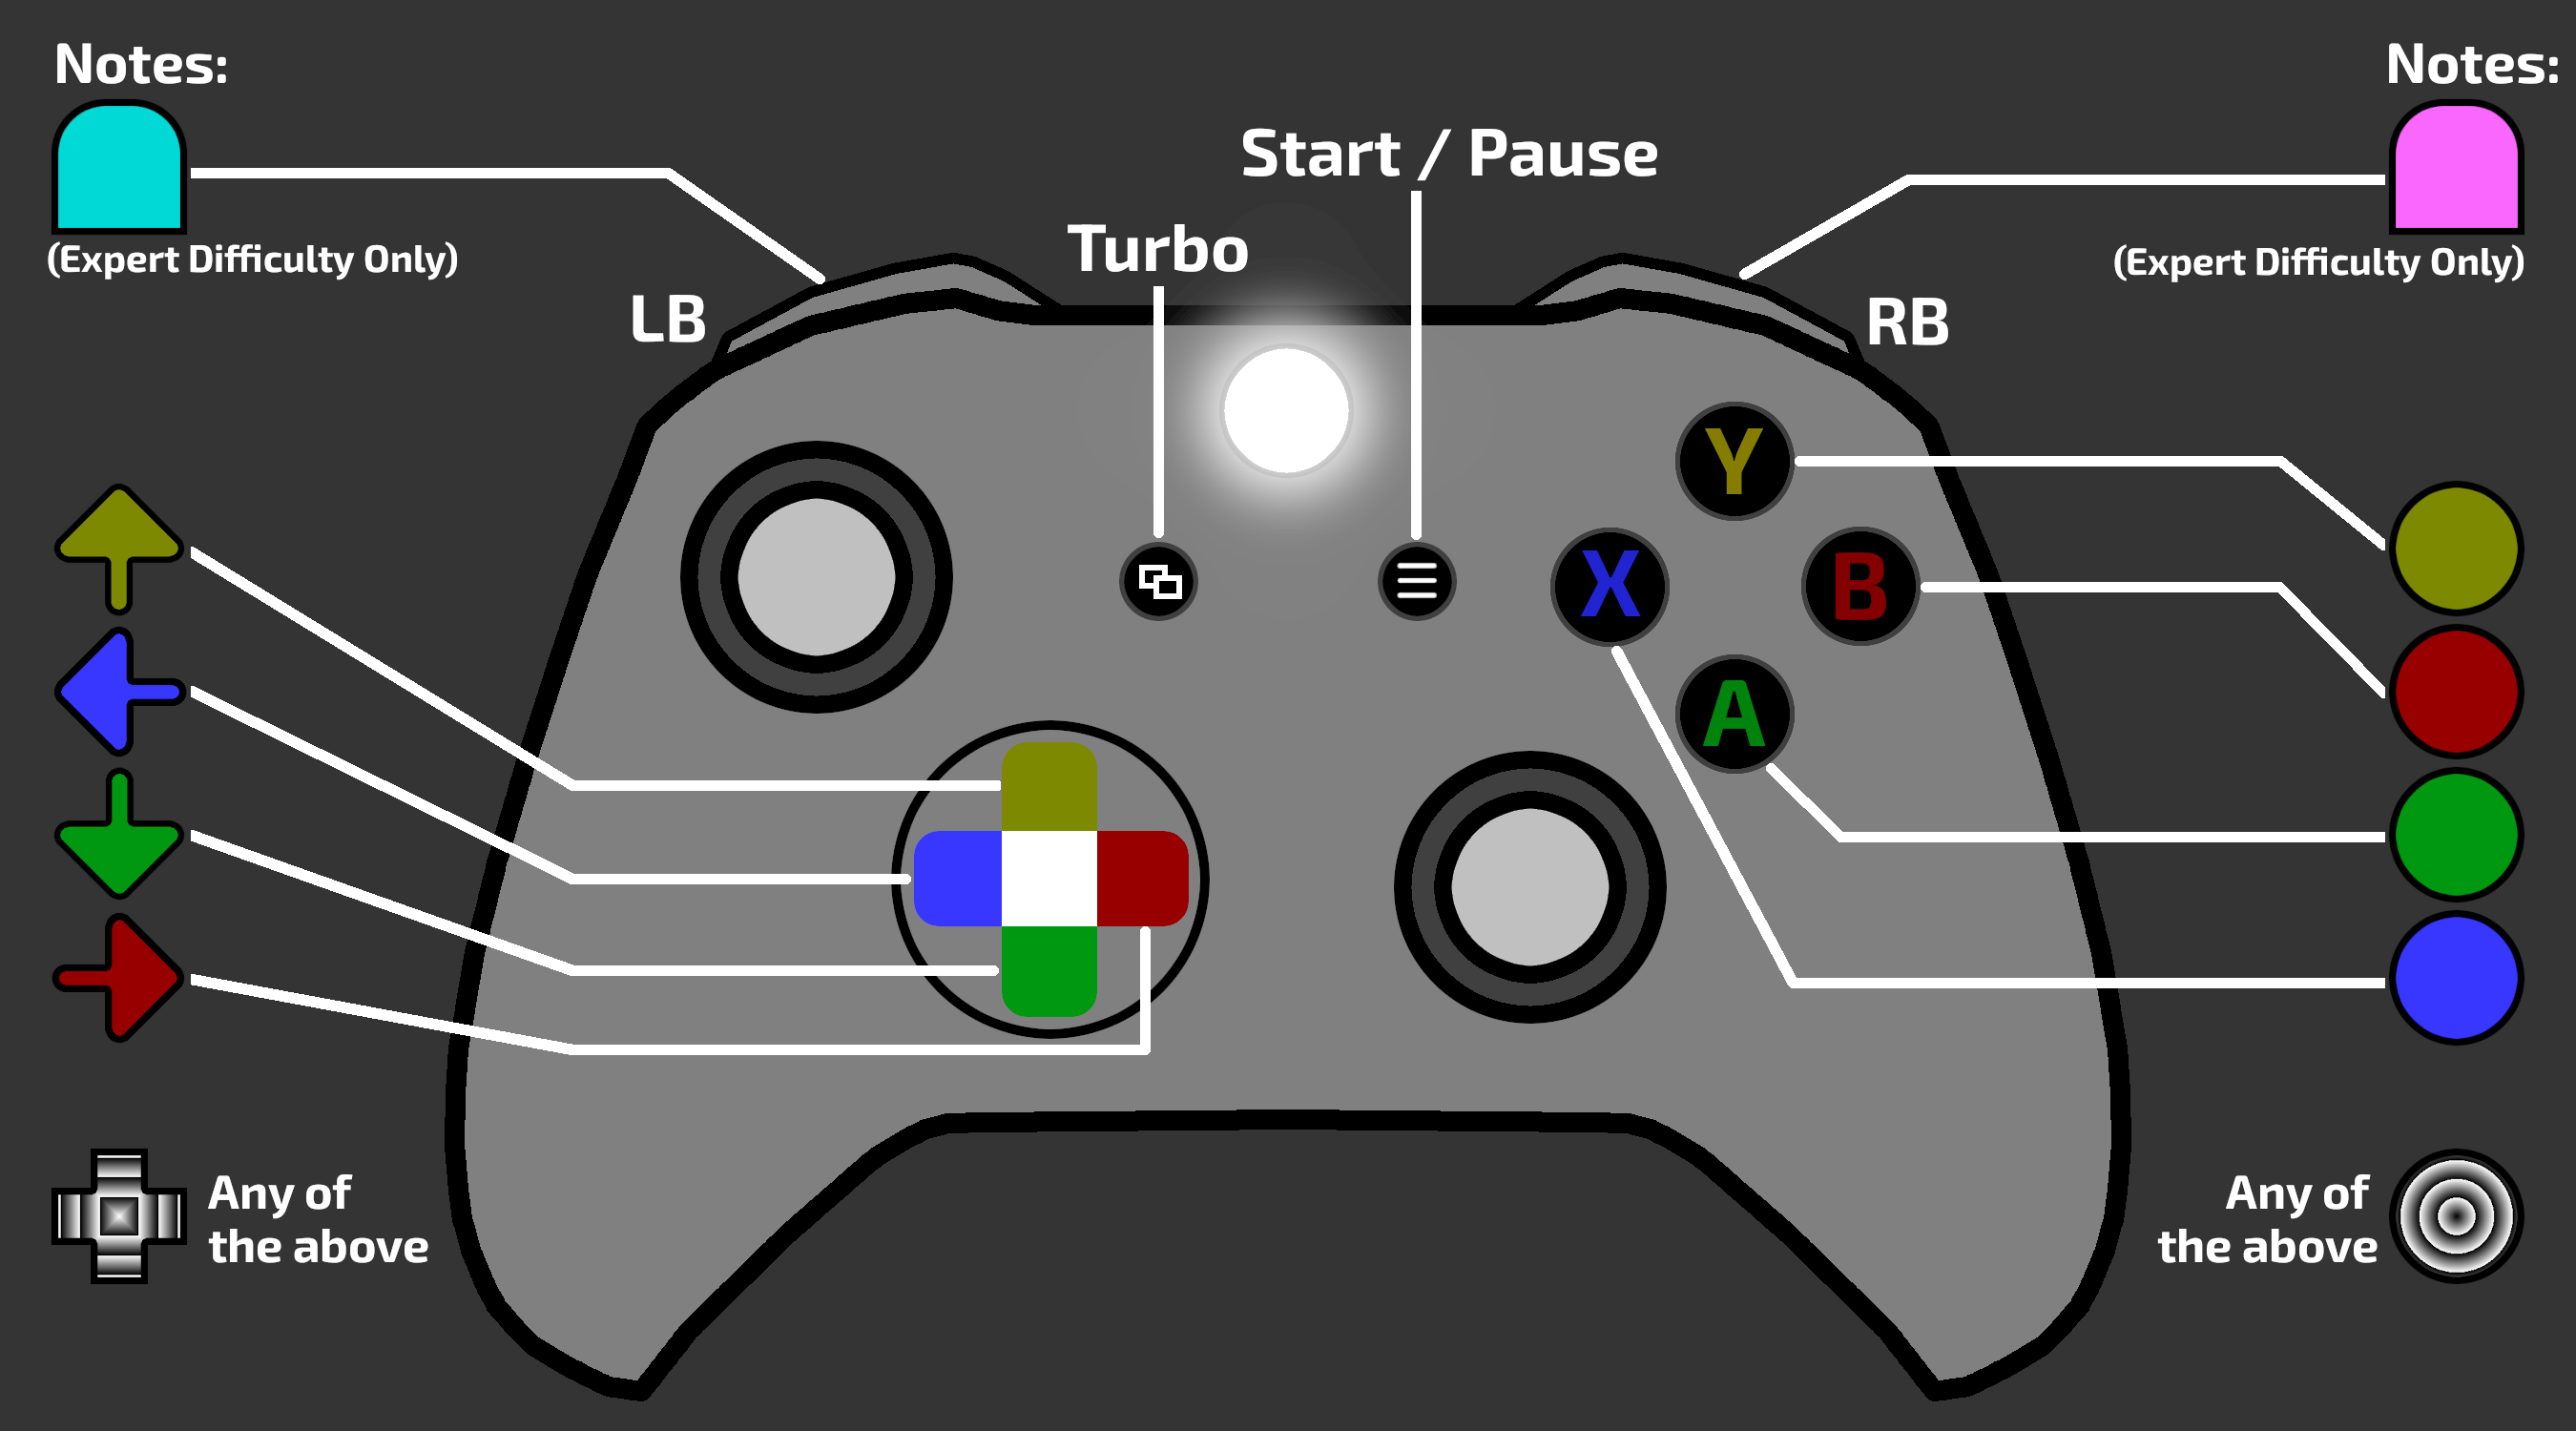 Notes:
Notes:
Start / Pause
Turbo
(Expert Difficulty Only)
(Expert Difficulty Only)
LB
RB
Y
X
B
A
Any of
the above
Any of
the above